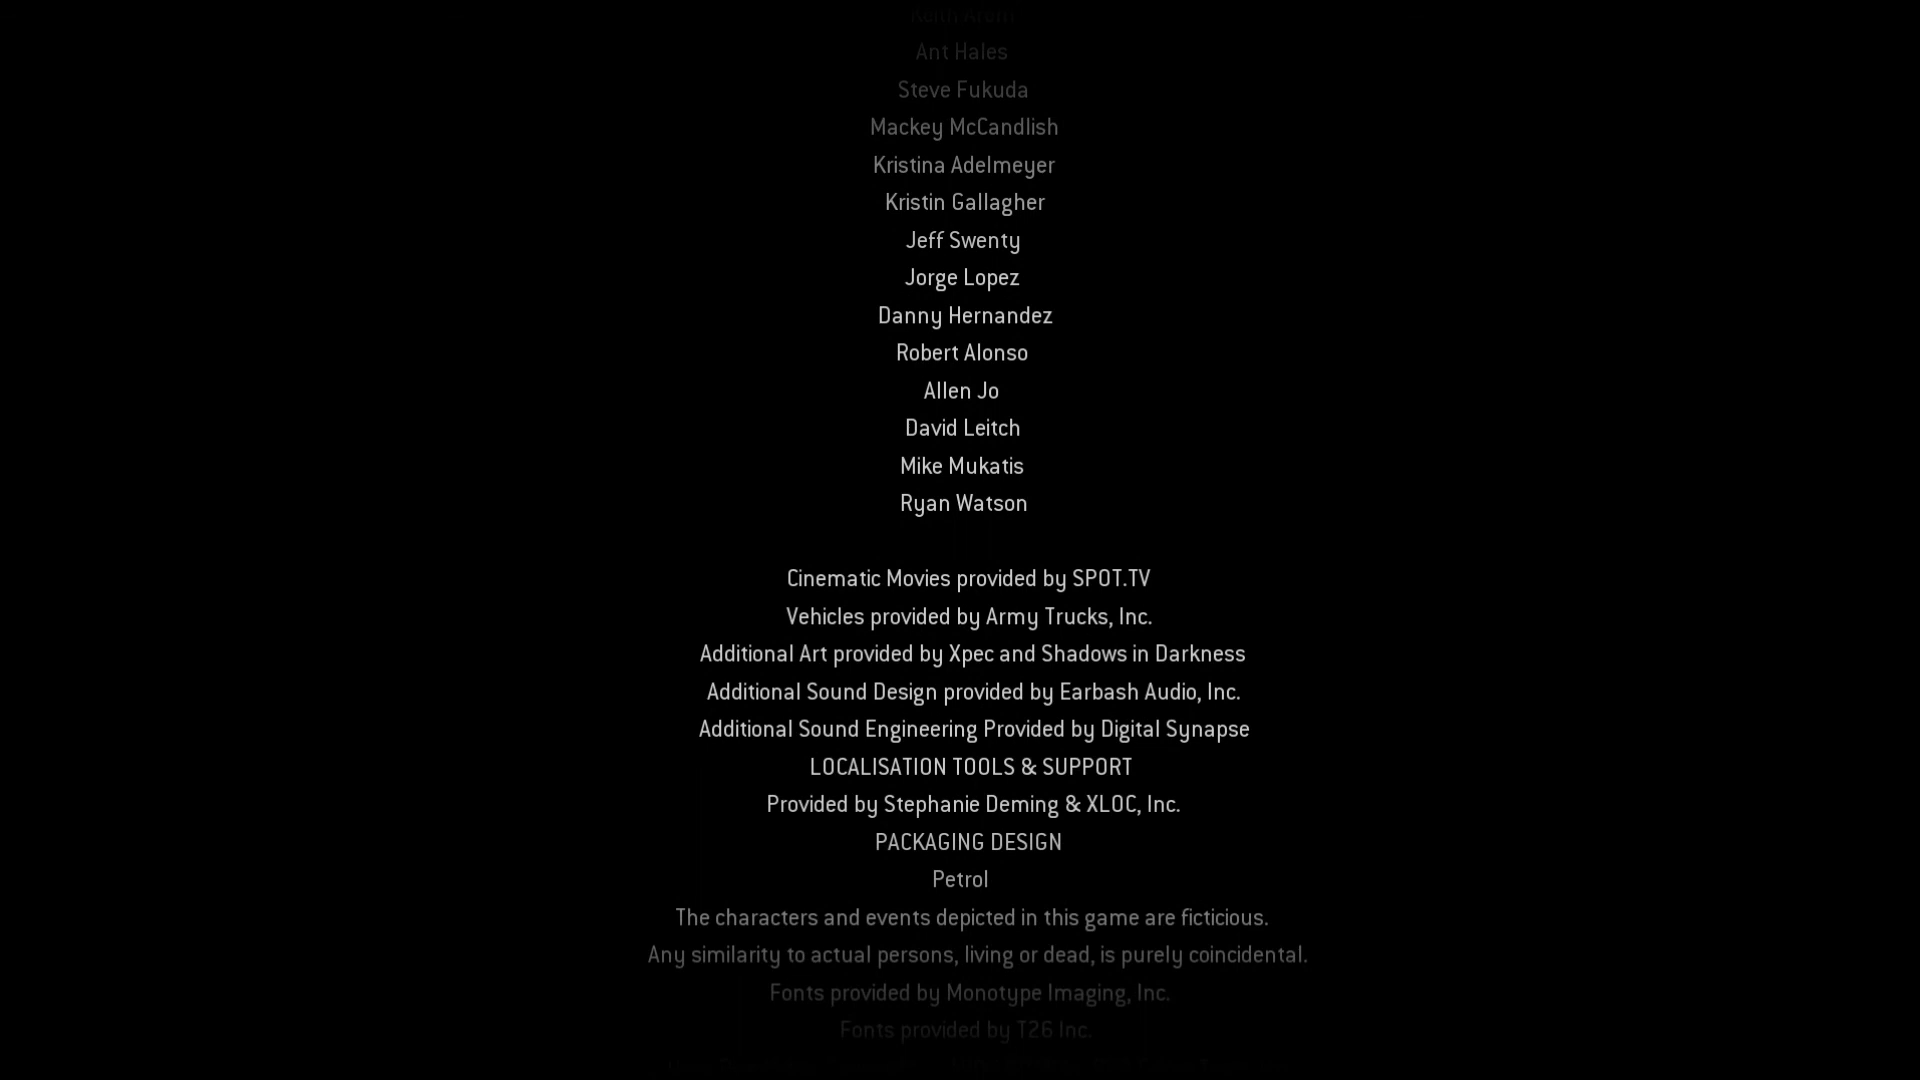 Keith Arem
Ant Hales
Steve Fukuda
Mackey McCandlish
Kristina Adelmeyer
Kristin Gallagher
Jeff Swenty
Jorge Lopez
Danny Hernandez
Robert Alonso
Allen Jo
David Leitch
Mike Mukatis
Ryan Watson
Cinematic Movies provided by SPOT.TV
Vehicles provided by Army Trucks, Inc.
Additional Art provided by Xpec and Shadows in Darkness
Additional Sound Design provided by Earbash Audio, Inc.
Additional Sound Engineering Provided by Digital Synapse
LOCALISATION TOOLS & SUPPORT
Provided by Stephanie Deming & XLOC, Inc.
PACKAGING DESIGN
Petrol
The characters and events depicted in this game are ficticious.
Any similarity to actual persons, living or dead, is purely coincidental.
Fonts provided by Monotype Imaging, Inc.
Fonts provided by T26 Inc.